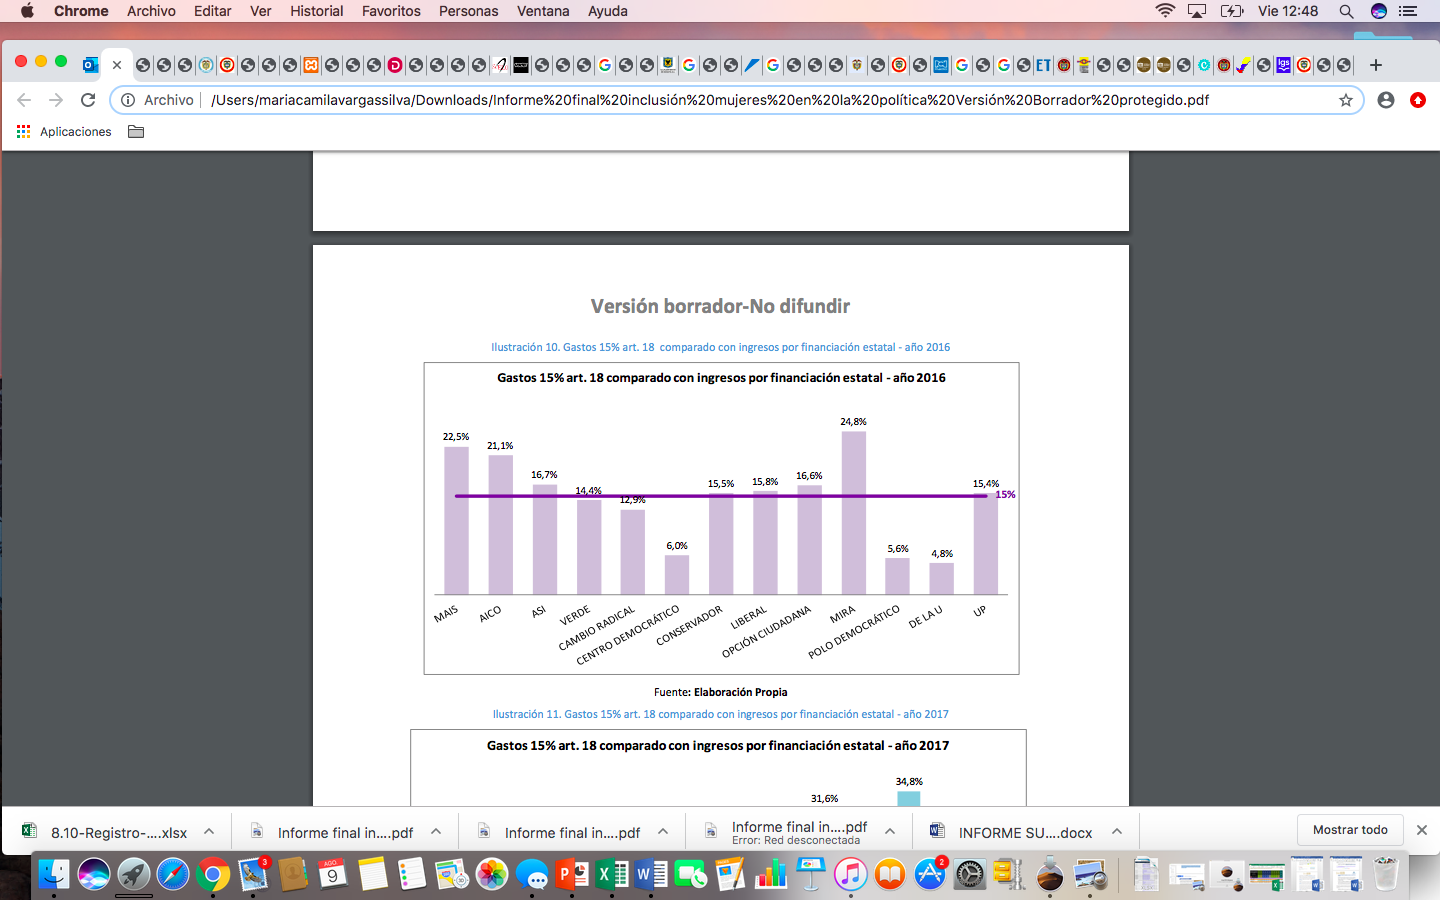 Chrome Archivo Editar Ver Historial Favoritos Personas Ventana Ayuda Vie 12:48
Archivo | /Users/mariacamilavargassilva/Downloads/Informe%20final%20inclusión%20mujeres%20en%20la%20política%20Versión%20Borrador%20protegido.pdf
Aplicaciones
Versión borrador-No difundir
Ilustración 10. Gastos 15% art. 18 comparado con ingresos por financiación estatal - año 2016
Gastos 15% art. 18 comparado con ingresos por financiación estatal - año 2016
22,5%
21,1%
16,7%
14,4%
12,9%
6,0%
15,5%
15,8%
16,6%
24,8%
5,6%
4,8%
15,4%
15%
MAIS
AICO
ASI
VERDE
CAMBIO RADICAL
CENTRO DEMOCRÁTICO
CONSERVADOR
LIBERAL
OPCIÓN CIUDADANA
MIRA
POLO DEMOCRÁTICO
DE LA U
UP
Fuente: Elaboración Propia
Ilustración 11. Gastos 15% art. 18 comparado con ingresos por financiación estatal - año 2017
Gastos 15% art. 18 comparado con ingresos por financiación estatal - año 2017
31,6%
34,8%
8.10-Registro-....xlsx
Informe final in....pdf
Informe final in....pdf
Informe final in....pdf
Error: Red desconectada
INFORME SU....docx
Mostrar todo
3
AGO
9
2